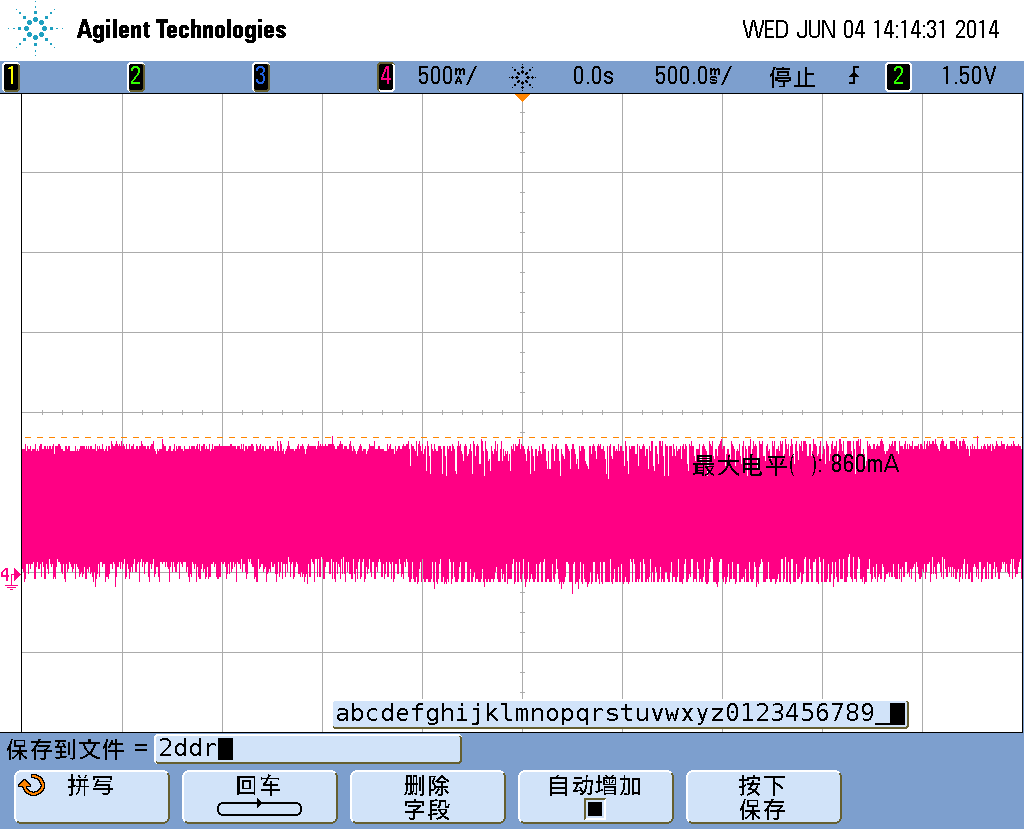 Agilent Technologies
WED JUN 04 14:14:31 2014
1 2 3 4 500m/ 0.0s 500.0ms/ 停止 2 1.50V
最大电平( ): 860mA
4
abcdefghijklmnopqrstuvwxyz0123456789_
保存到文件 = 2ddr
拼写 回车 删除字段 自动增加 按下保存